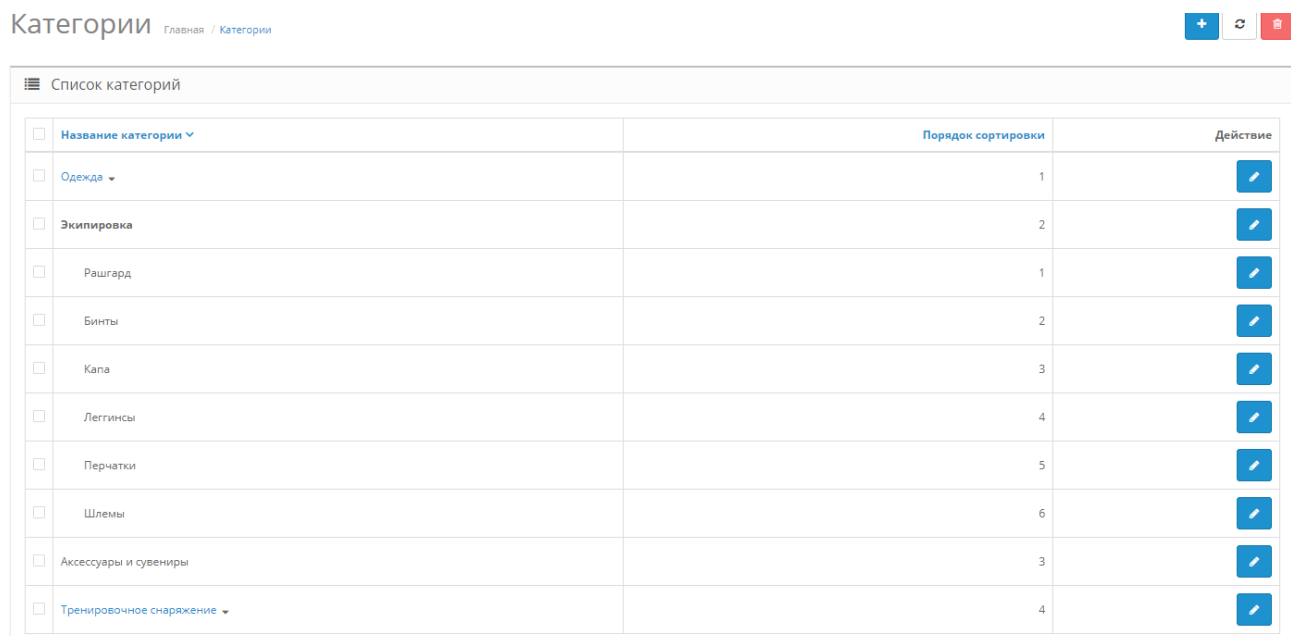 Категории Главная / Категории
Список категорий
Название категории Порядок сортировки Действие
Одежда 1
Экипировка 2
Рашгард 1
Бинты 2
Капа 3
Леггинсы 4
Перчатки 5
Шлемы 6
Аксессуары и сувениры 3
Тренировочное снаряжение 4